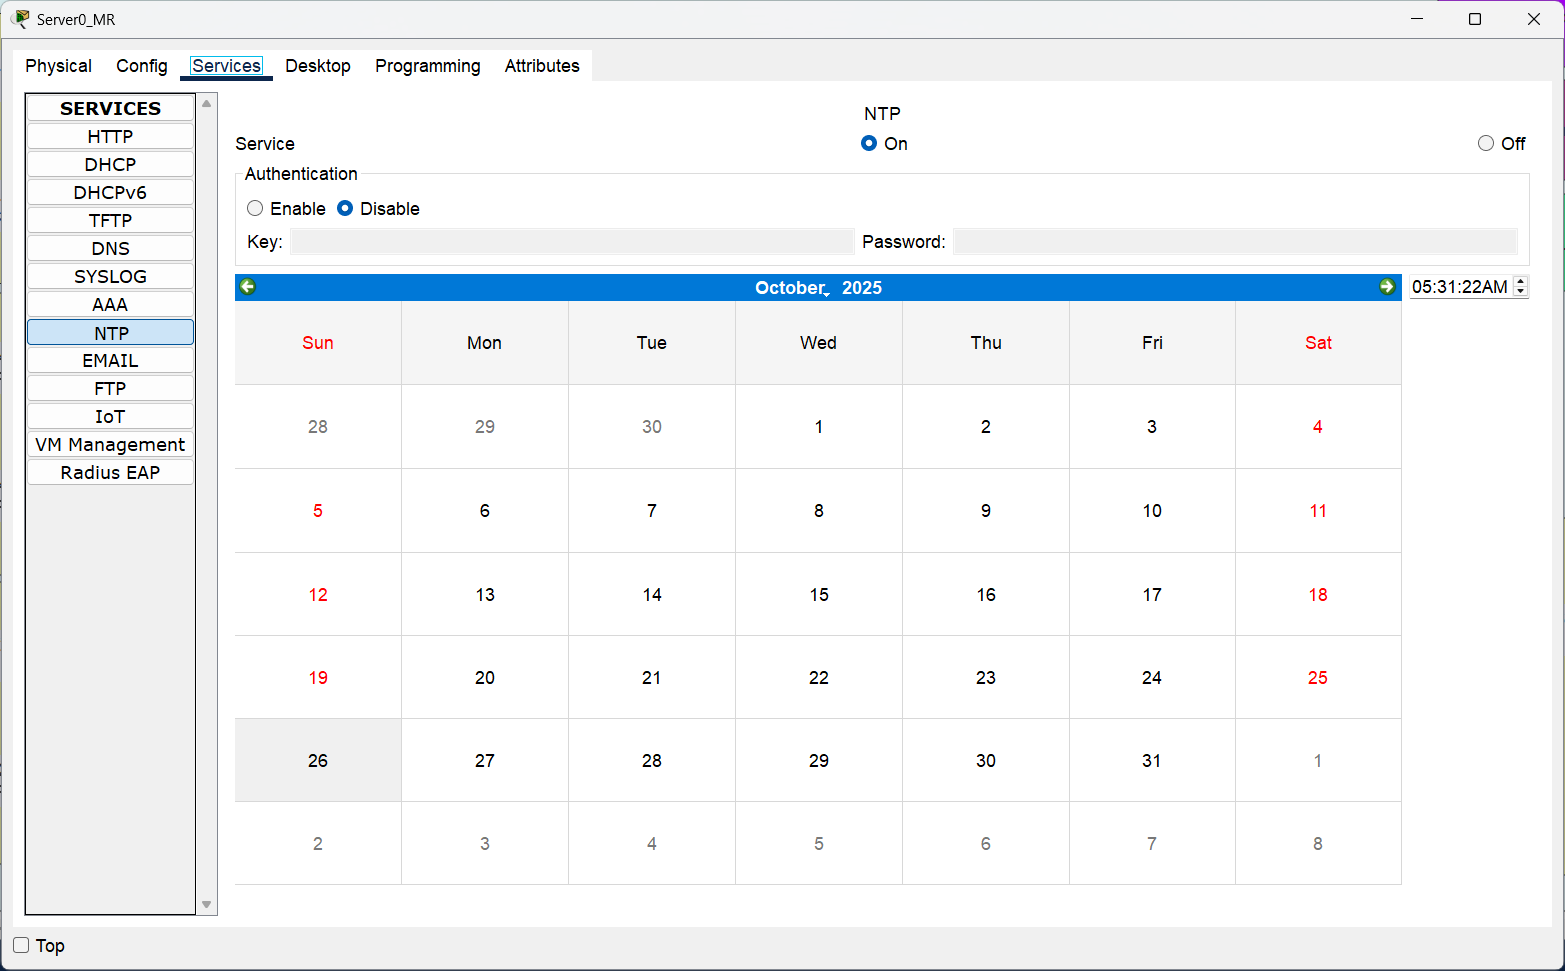 Server0_MR
Physical Config Services Desktop Programming Attributes
SERVICES
HTTP
DHCP
DHCPv6
TFTP
DNS
SYSLOG
AAA
NTP
EMAIL
FTP
IoT
VM Management
Radius EAP
NTP
Service On Off
Authentication
Enable Disable
Key: Password:
October, 2025 05:31:22AM
Sun Mon Tue Wed Thu Fri Sat
28 29 30 1 2 3 4
5 6 7 8 9 10 11
12 13 14 15 16 17 18
19 20 21 22 23 24 25
26 27 28 29 30 31 1
2 3 4 5 6 7 8
Top